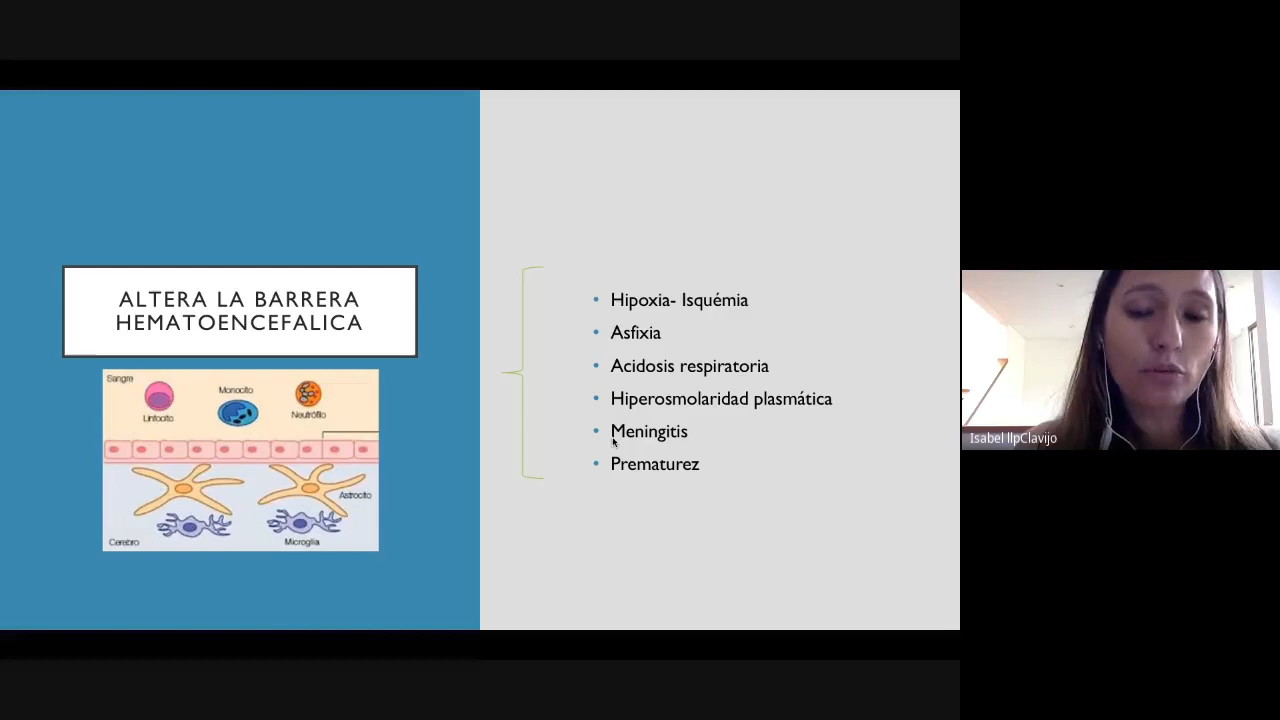 ALTERA LA BARRERA
HEMATOENCEFALICA
Sangre
Monocito
Linfocito
Neutrófilo
Astrocito
Cerebro
Microglía
• Hipoxia- Isquémia
• Asfixia
• Acidosis respiratoria
• Hiperosmolaridad plasmática
• Meningitis
• Prematurez
Isabel llpClavijo